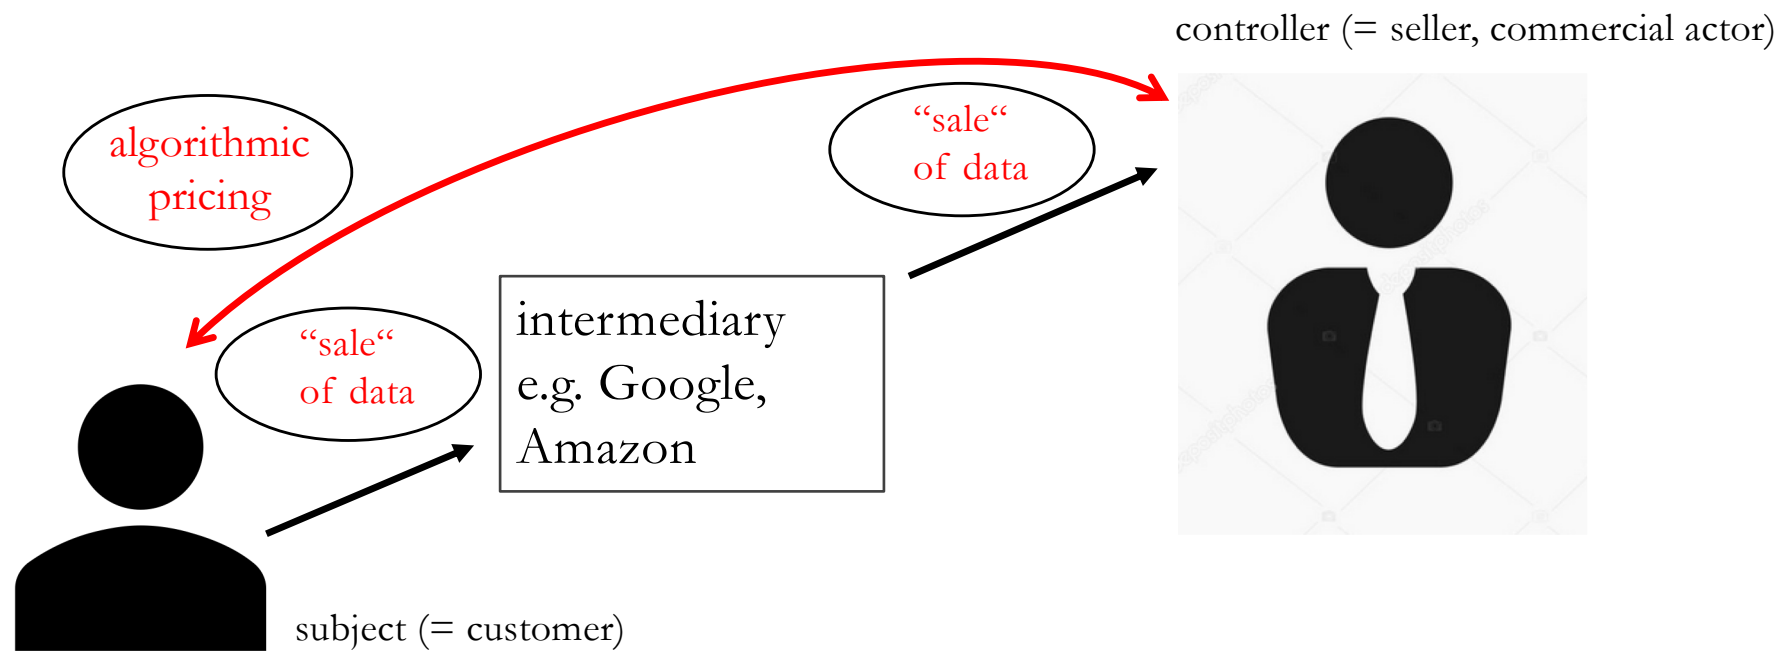 controller (= seller, commercial actor)
algorithmic
pricing
“sale“
of data
“sale“
of data
intermediary
e.g. Google,
Amazon
subject (= customer)